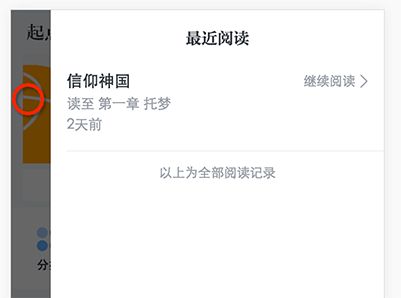 起点
最近阅读
信仰神国
继续阅读
读至 第一章 托梦
2天前
以上为全部阅读记录